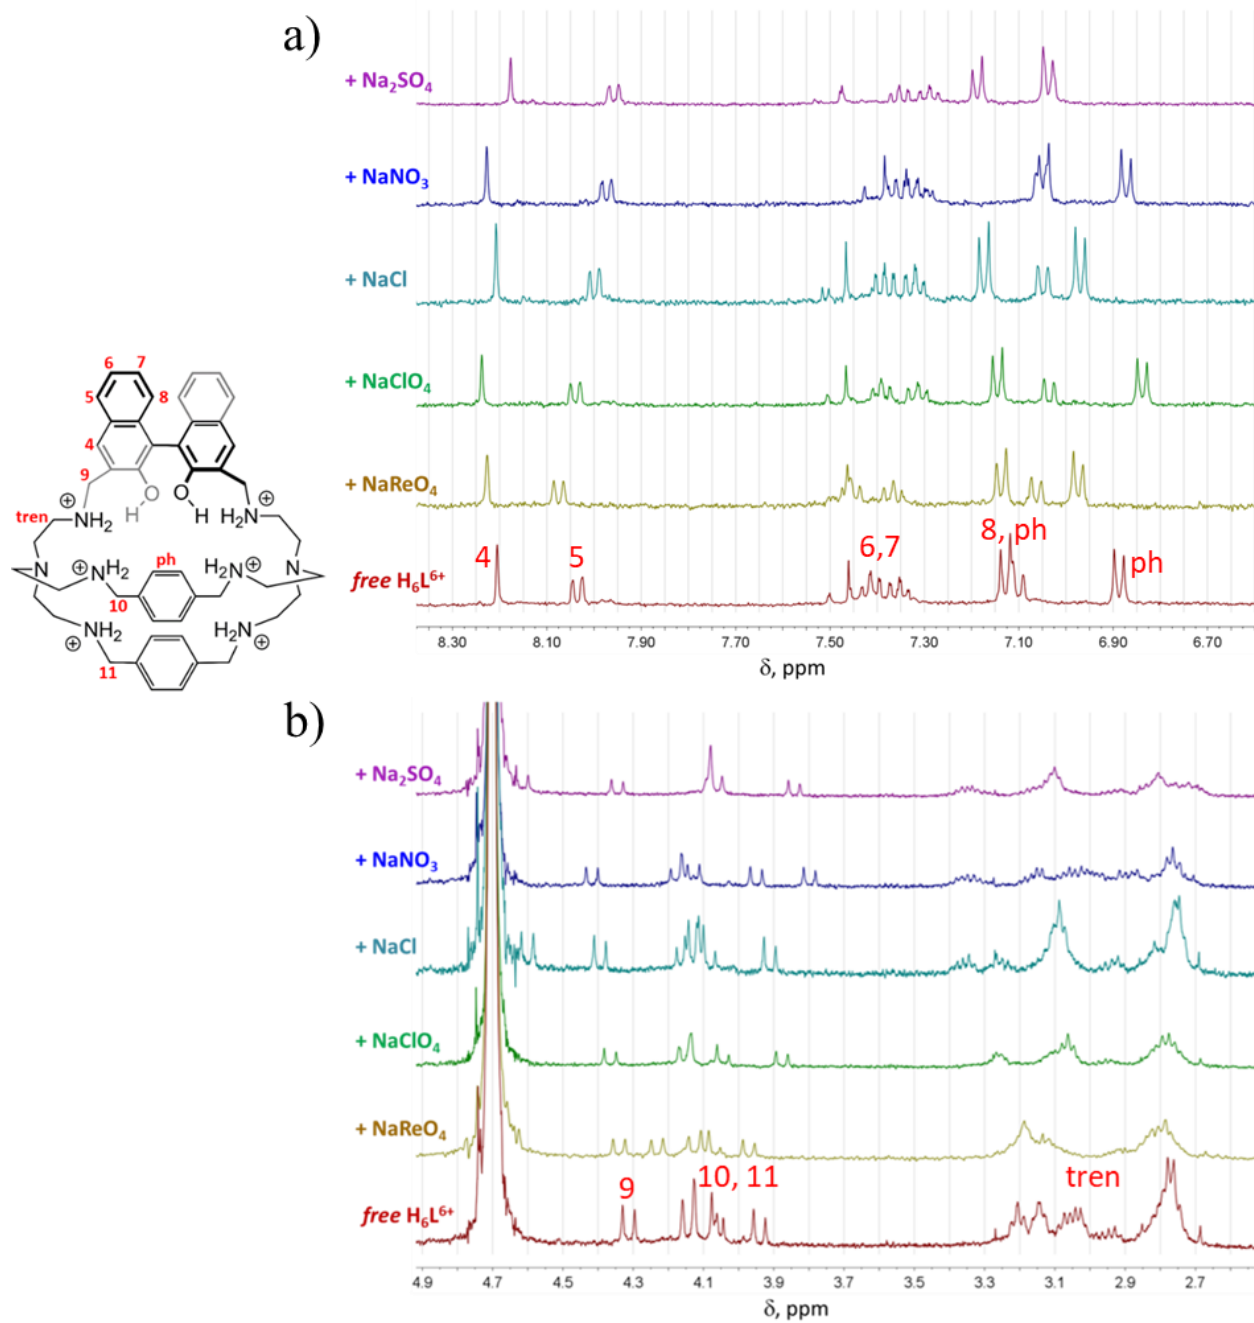 a)
+ Na₂SO₄
+ NaNO₃
+ NaCl
+ NaClO₄
+ NaReO₄
free H₆L⁶⁺
4
5
6,7
8, ph
ph
8.30 8.10 7.90 7.70 7.50 7.30 7.10 6.90 6.70
δ, ppm
6 7
5 8
4
9
O O
H H
⊕ ⊕
tren NH₂ H₂N
N ⊕ ph ⊕ N
NH₂ H₂N
10
NH₂ H₂N
⊕ ⊕
11
b)
+ Na₂SO₄
+ NaNO₃
+ NaCl
+ NaClO₄
+ NaReO₄
free H₆L⁶⁺
9
10, 11
tren
4.9 4.7 4.5 4.3 4.1 3.9 3.7 3.5 3.3 3.1 2.9 2.7
δ, ppm